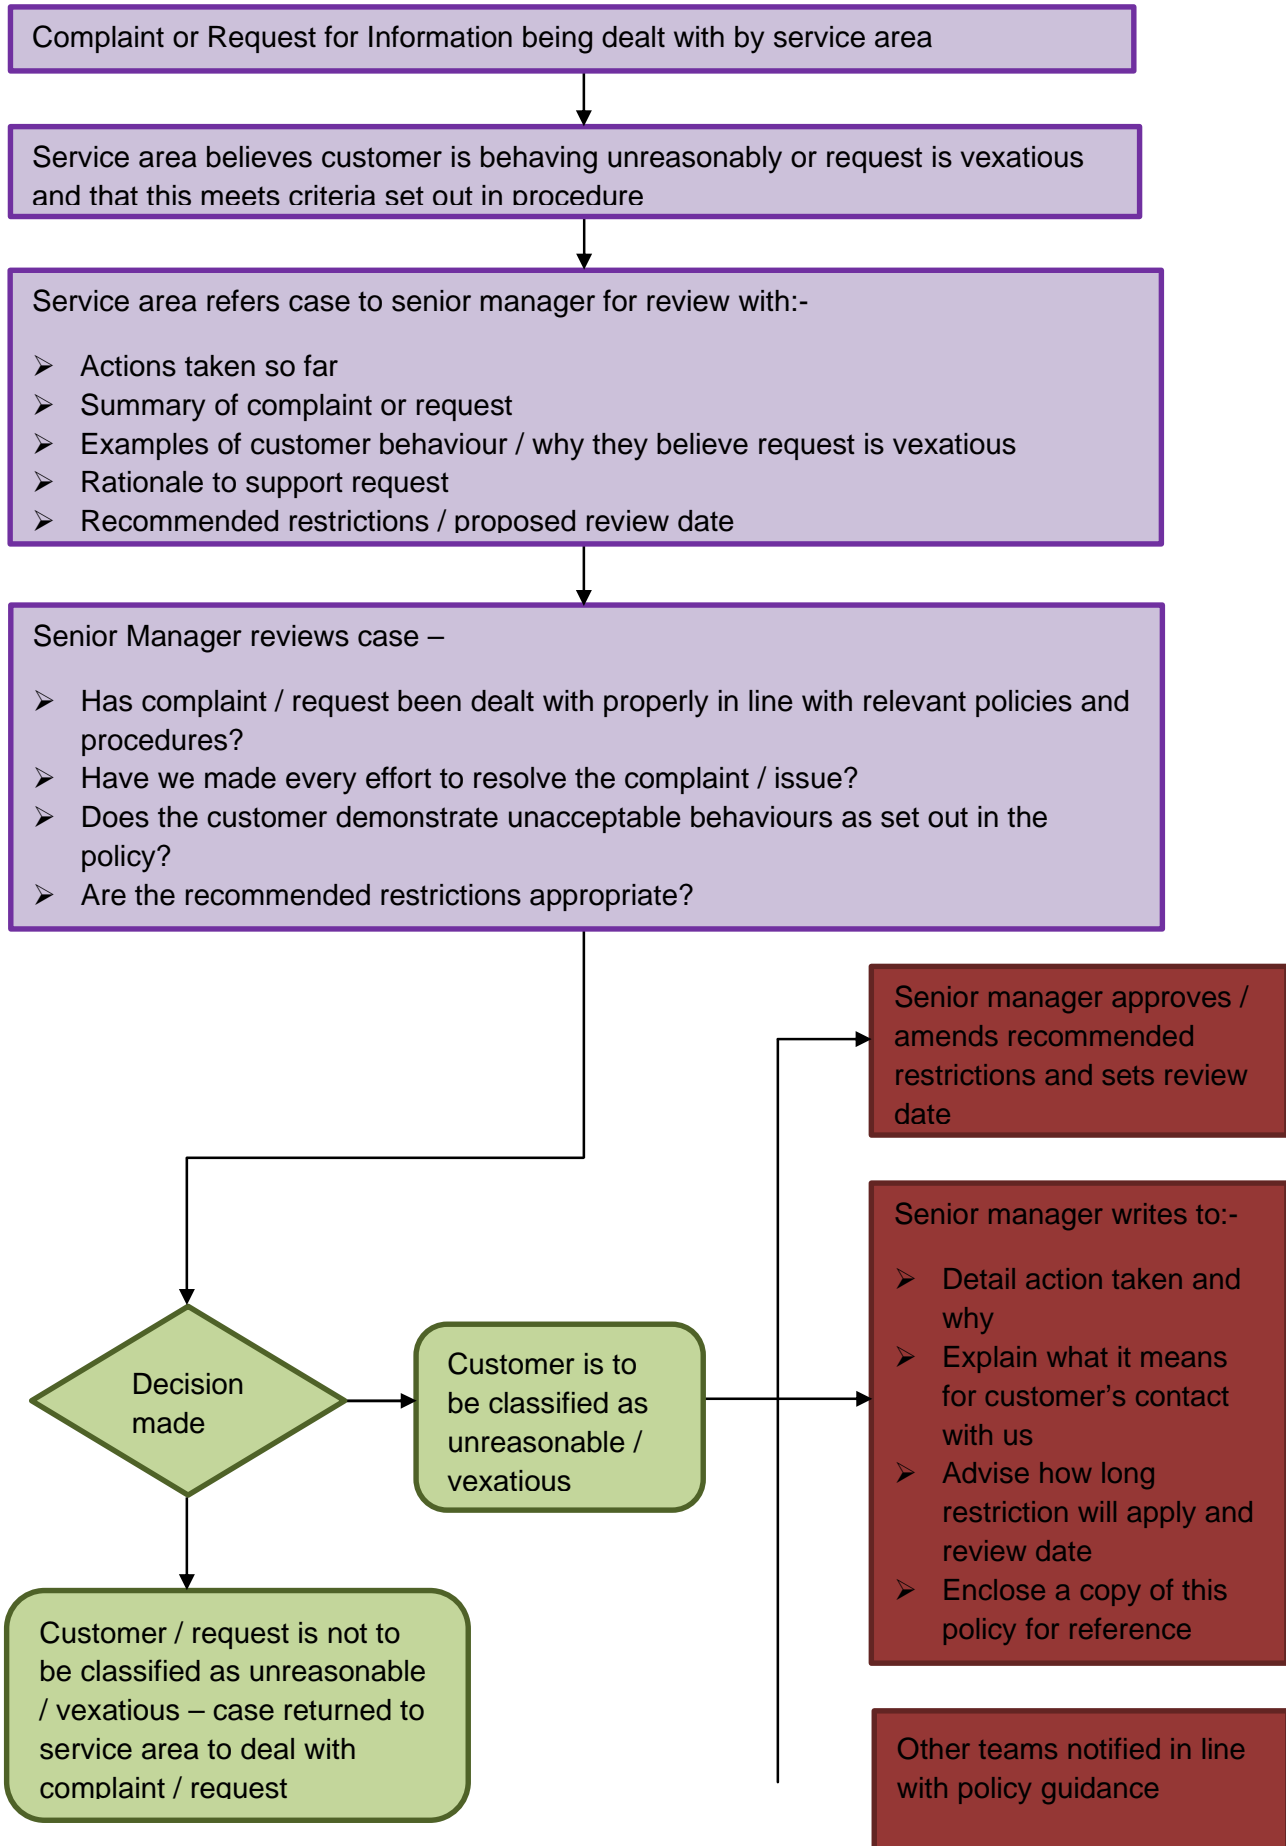 Complaint or Request for Information being dealt with by service area
Service area believes customer is behaving unreasonably or request is vexatious
and that this meets criteria set out in procedure
Service area refers case to senior manager for review with:-
➢ Actions taken so far
➢ Summary of complaint or request
➢ Examples of customer behaviour / why they believe request is vexatious
➢ Rationale to support request
➢ Recommended restrictions / proposed review date
Senior Manager reviews case –
➢ Has complaint / request been dealt with properly in line with relevant policies and
procedures?
➢ Have we made every effort to resolve the complaint / issue?
➢ Does the customer demonstrate unacceptable behaviours as set out in the
policy?
➢ Are the recommended restrictions appropriate?
Senior manager approves /
amends recommended
restrictions and sets review
date
Senior manager writes to:-
➢ Detail action taken and
why
➢ Explain what it means
for customer’s contact
with us
➢ Advise how long
restriction will apply and
review date
➢ Enclose a copy of this
policy for reference
Decision
made
Customer is to
be classified as
unreasonable /
vexatious
Customer / request is not to
be classified as unreasonable
/ vexatious – case returned to
service area to deal with
complaint / request
Other teams notified in line
with policy guidance